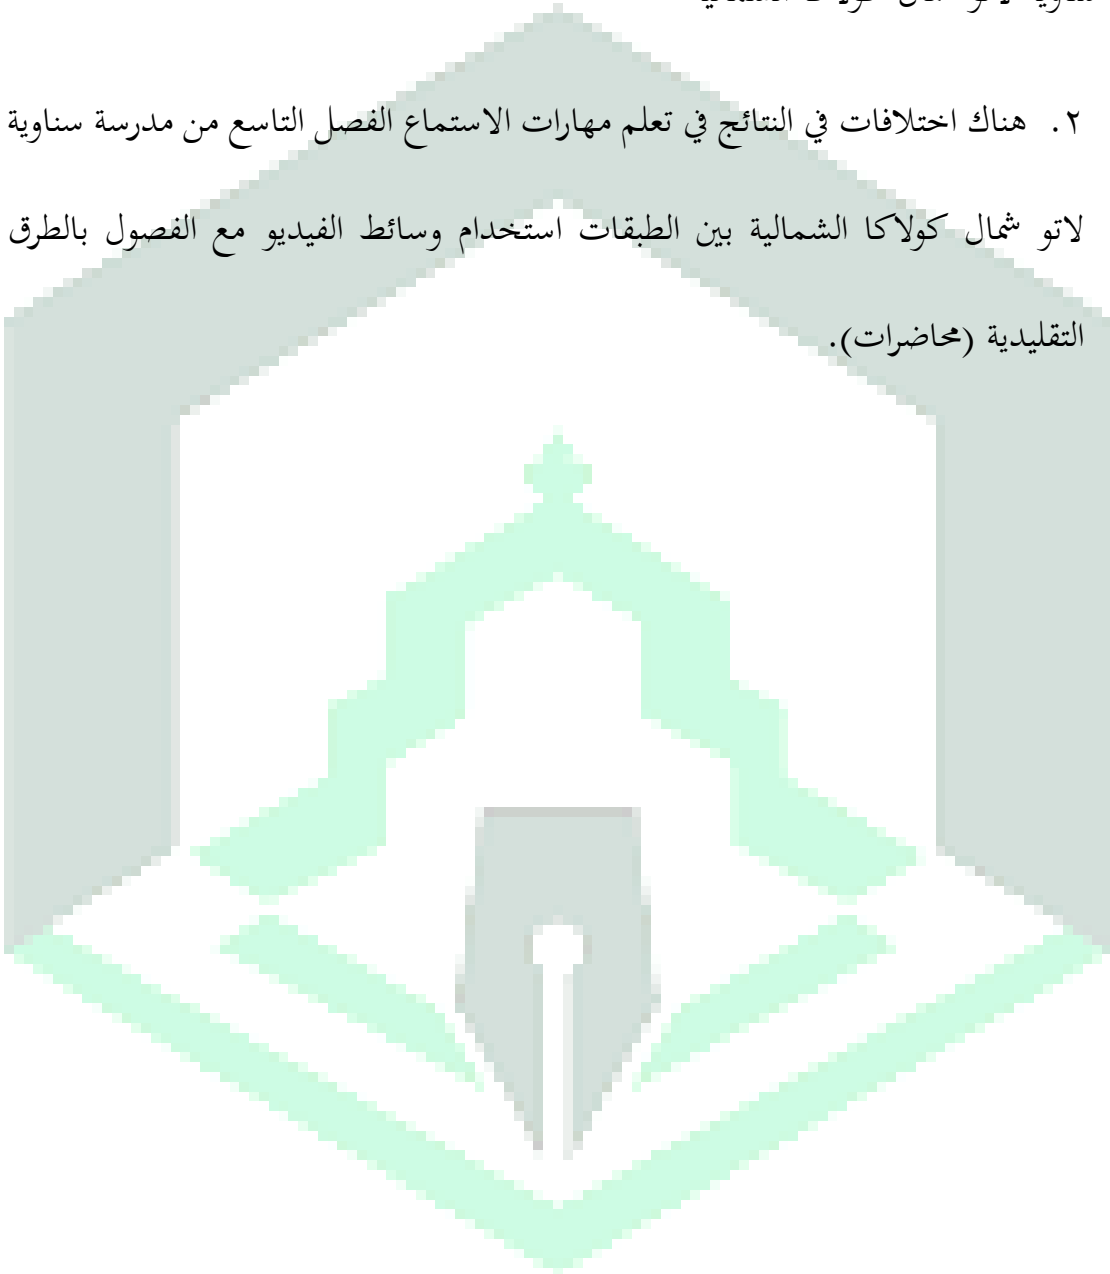 ٢. هناك اختلافات في النتائج في تعلم مهارات الاستماع الفصل التاسع من مدرسة سناوية
لاتو شمال كولاكا الشمالية بين الطبقات استخدام وسائط الفيديو مع الفصول بالطرق
التقليدية (محاضرات).